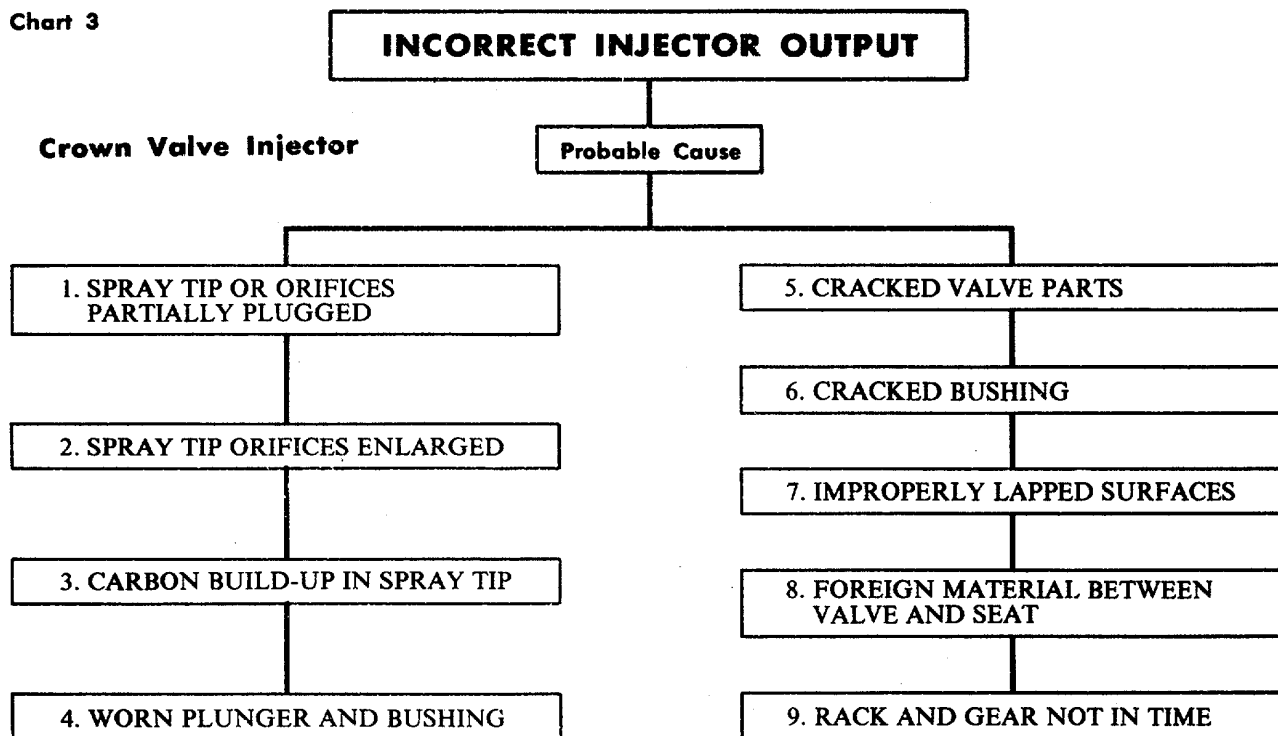 Chart 3
INCORRECT INJECTOR OUTPUT
Crown Valve Injector
Probable Cause
1. SPRAY TIP OR ORIFICES
PARTIALLY PLUGGED
2. SPRAY TIP ORIFICES ENLARGED
3. CARBON BUILD-UP IN SPRAY TIP
4. WORN PLUNGER AND BUSHING
5. CRACKED VALVE PARTS
6. CRACKED BUSHING
7. IMPROPERLY LAPPED SURFACES
8. FOREIGN MATERIAL BETWEEN
VALVE AND SEAT
9. RACK AND GEAR NOT IN TIME